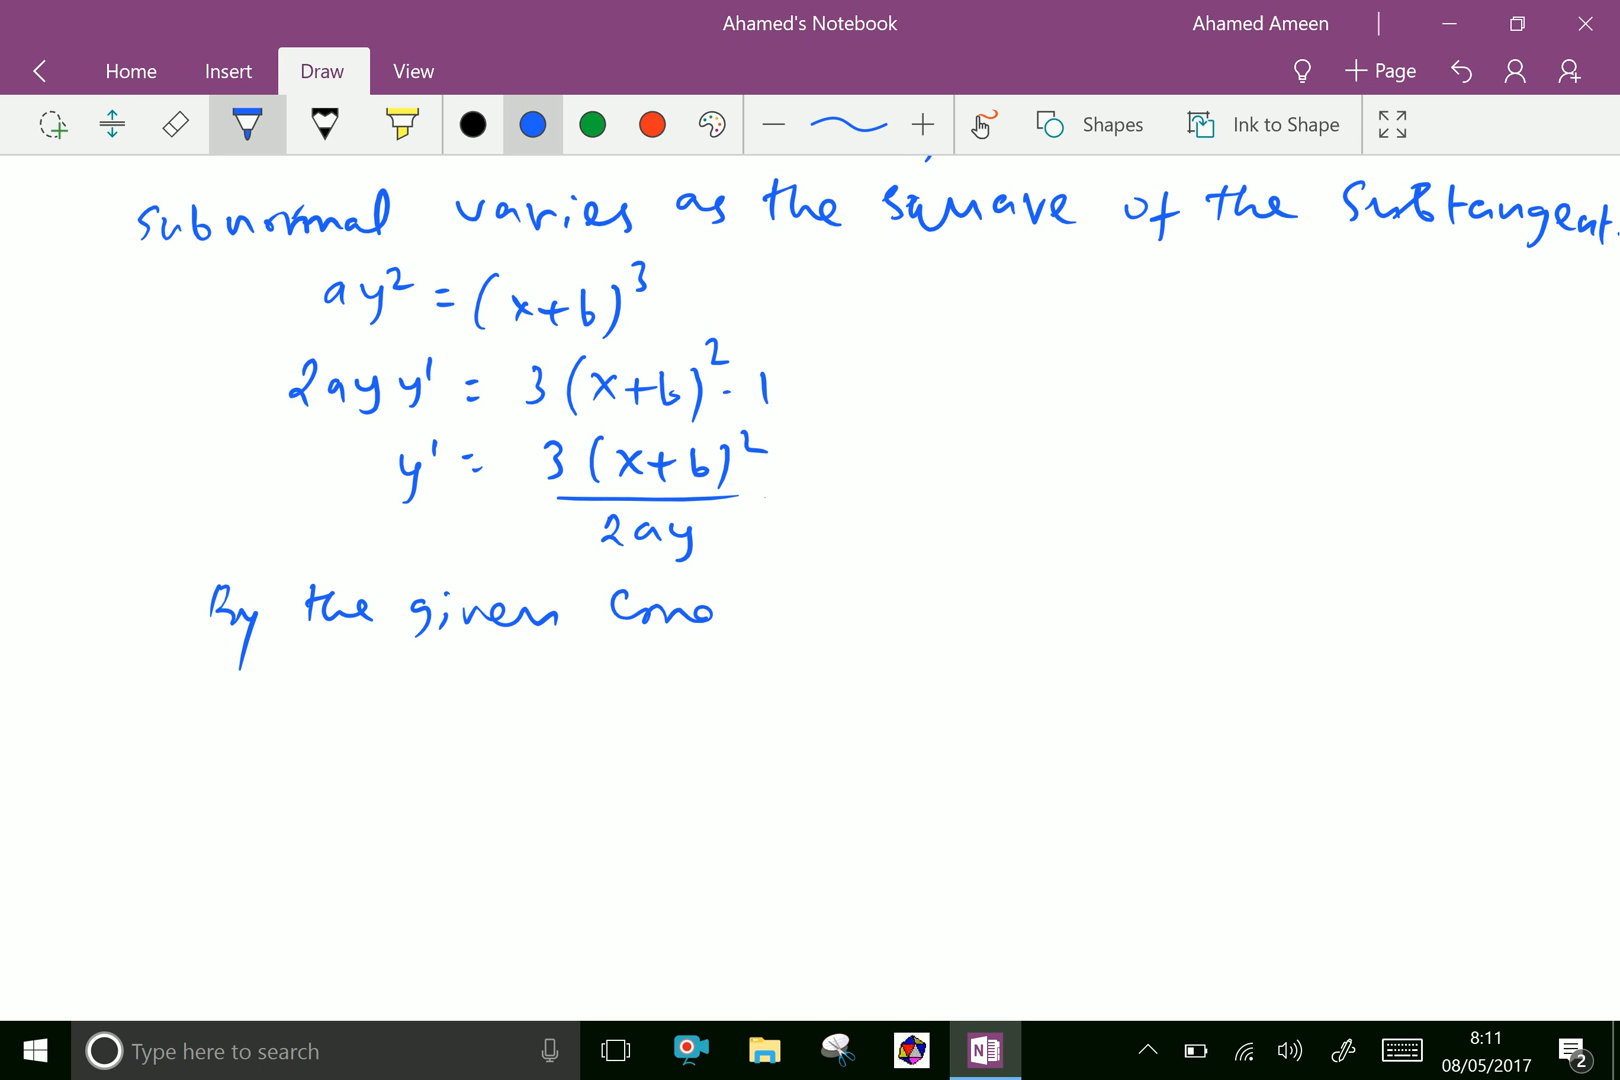 Ahamed's Notebook Ahamed Ameen
Home Insert Draw View + Page
Shapes Ink to Shape
subnormal varies as the square of the subtangent.
ay² = (x+b)³
2ayy' = 3(x+b)² · 1
y' = 3(x+b)²
2ay
By the given
Type here to search
N
8:11
08/05/2017
2